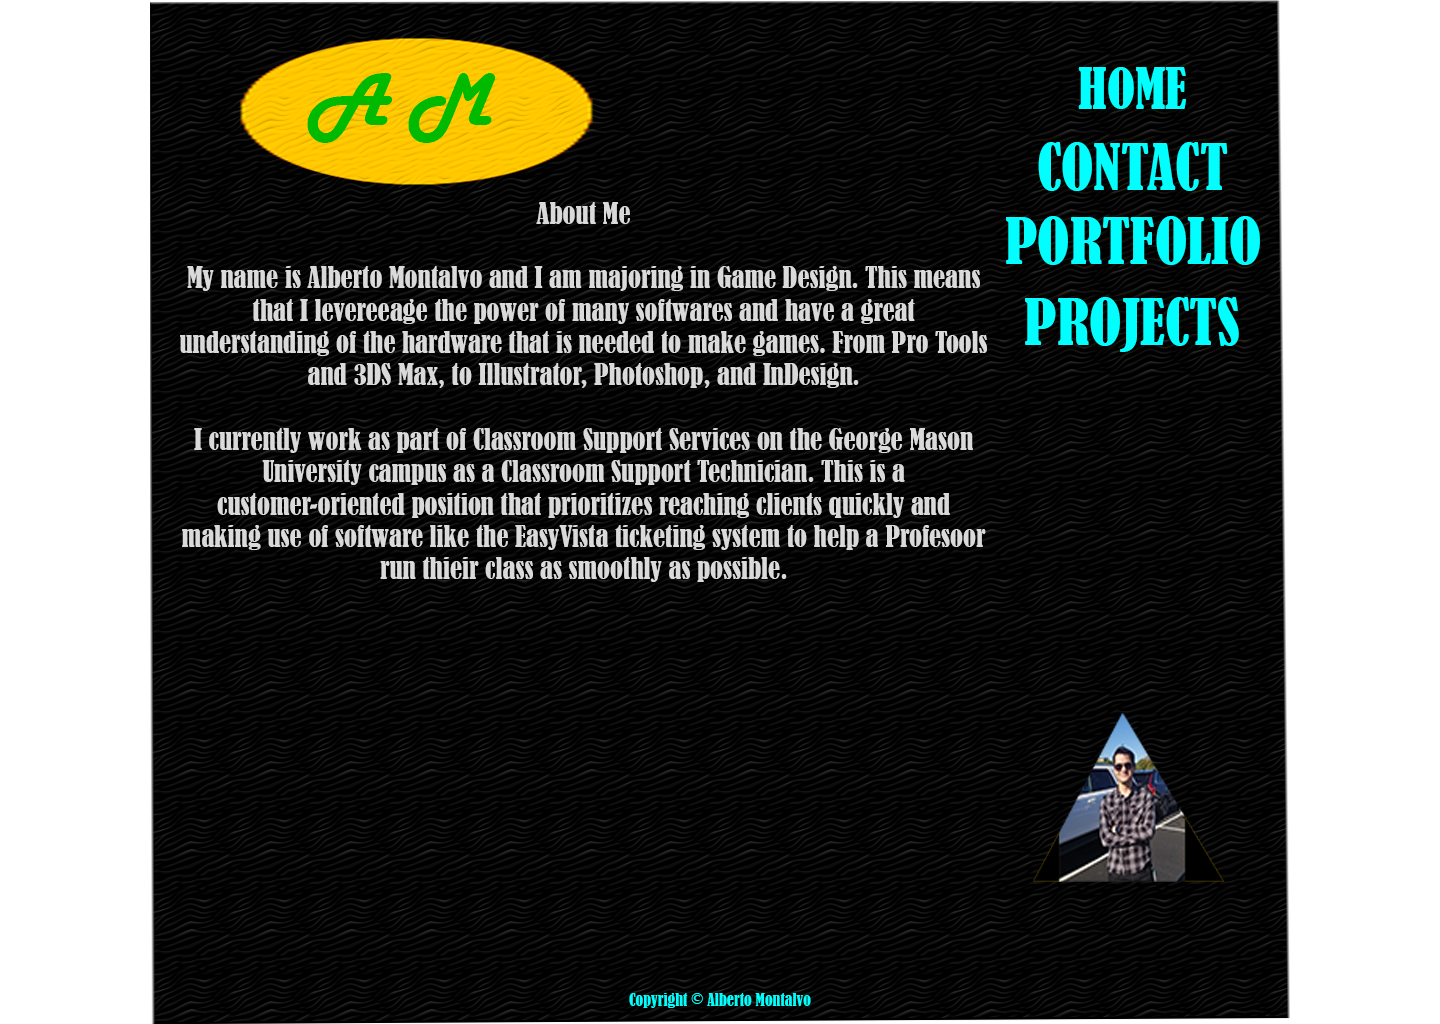 A M
HOME
CONTACT
PORTFOLIO
PROJECTS
About Me
My name is Alberto Montalvo and I am majoring in Game Design. This means
that I levereeage the power of many softwares and have a great
understanding of the hardware that is needed to make games. From Pro Tools
and 3DS Max, to Illustrator, Photoshop, and InDesign.
I currently work as part of Classroom Support Services on the George Mason
University campus as a Classroom Support Technician. This is a
customer-oriented position that prioritizes reaching clients quickly and
making use of software like the EasyVista ticketing system to help a Profesoor
run thieir class as smoothly as possible.
Copyright © Alberto Montalvo